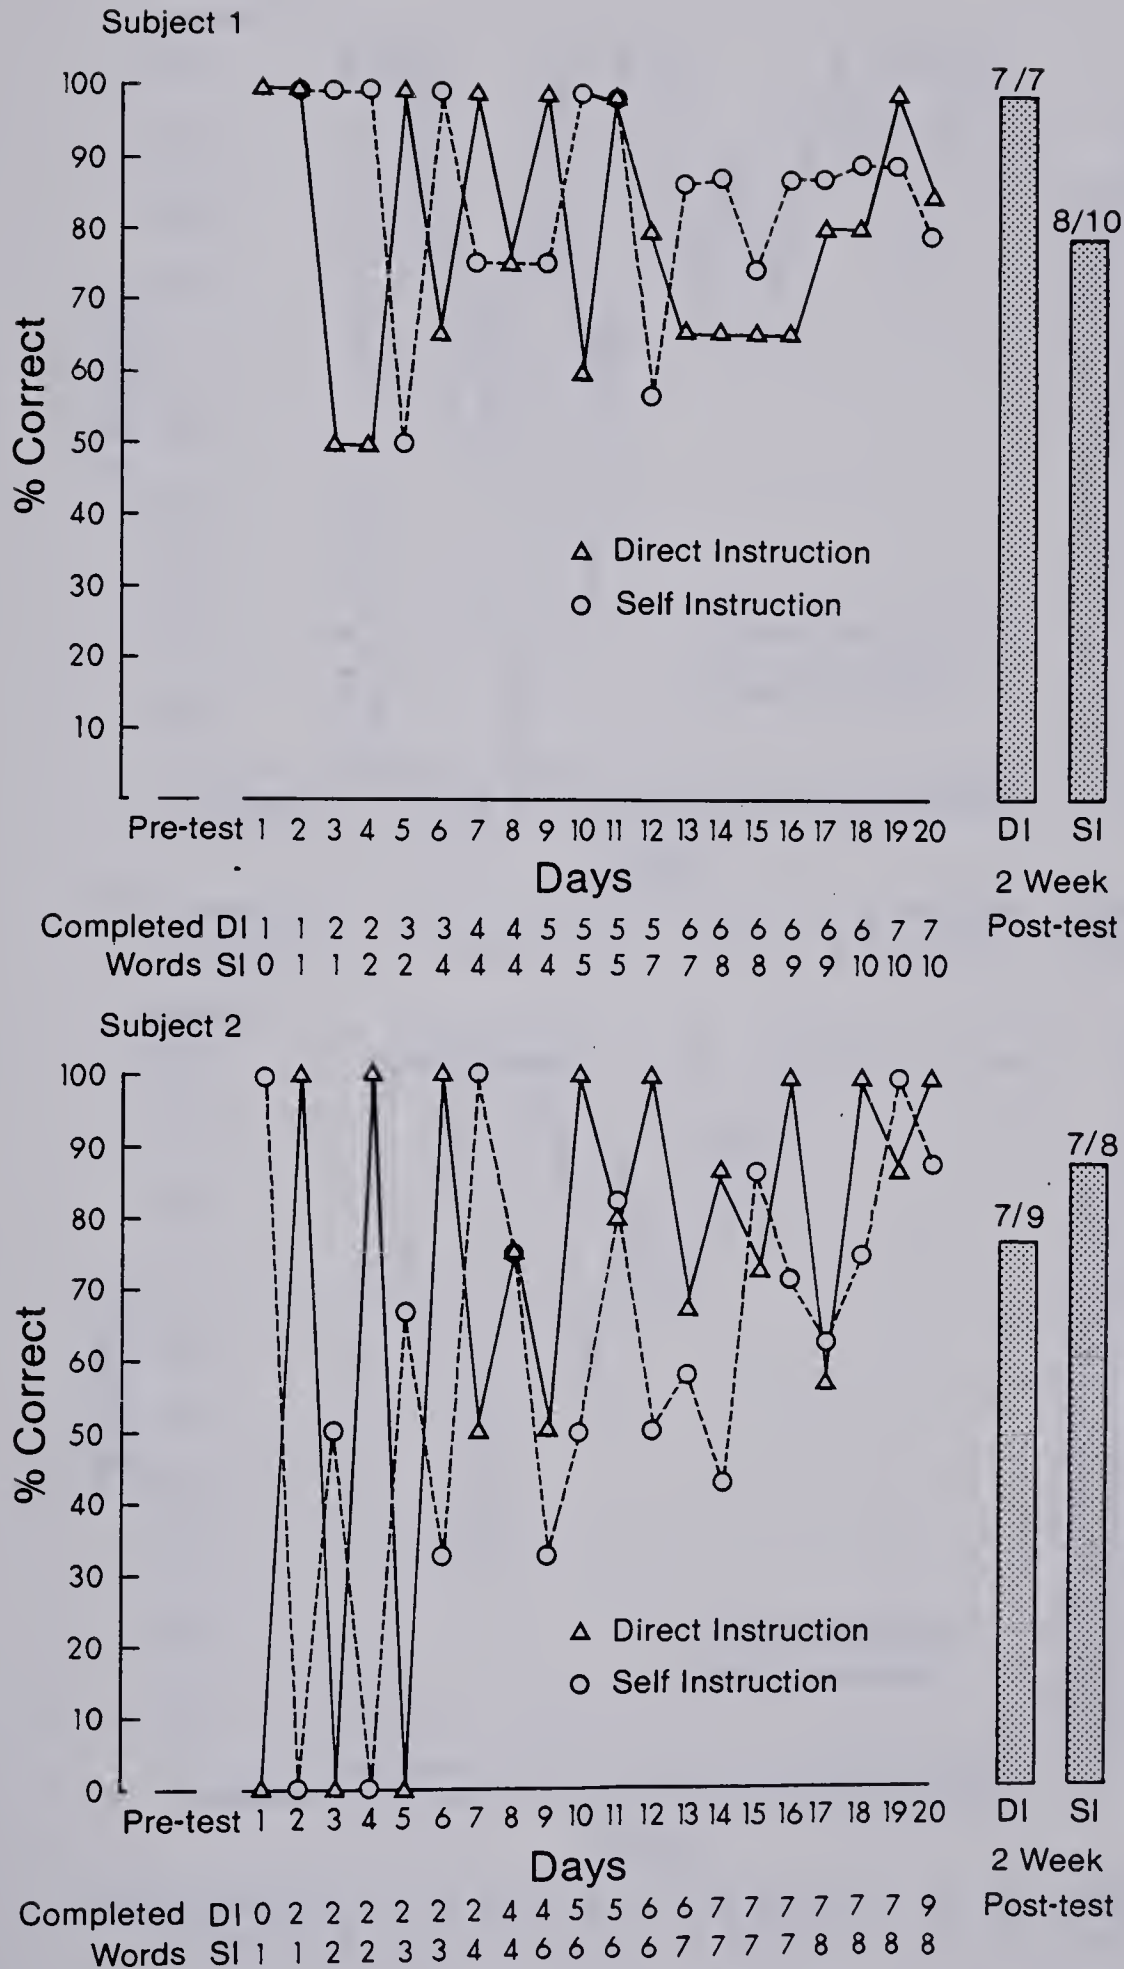 Subject 1
100
90
80
70
60
50
40
30
20
10
% Correct
7/7
8/10
△ Direct Instruction
○ Self Instruction
Pre-test 1 2 3 4 5 6 7 8 9 10 11 12 13 14 15 16 17 18 19 20
DI SI
Days
2 Week
Post-test
Completed DI 1 1 2 2 3 3 4 4 5 5 5 5 6 6 6 6 6 6 7 7
Words SI 0 1 1 2 2 4 4 4 4 5 5 7 7 8 8 9 9 10 10 10
Subject 2
100
90
80
70
60
50
40
30
20
10
0
% Correct
7/9
7/8
△ Direct Instruction
○ Self Instruction
Pre-test 1 2 3 4 5 6 7 8 9 10 11 12 13 14 15 16 17 18 19 20
DI SI
Days
2 Week
Post-test
Completed DI 0 2 2 2 2 2 2 4 4 5 5 6 6 7 7 7 7 7 7 9
Words SI 1 1 2 2 3 3 4 4 6 6 6 6 7 7 7 7 8 8 8 8